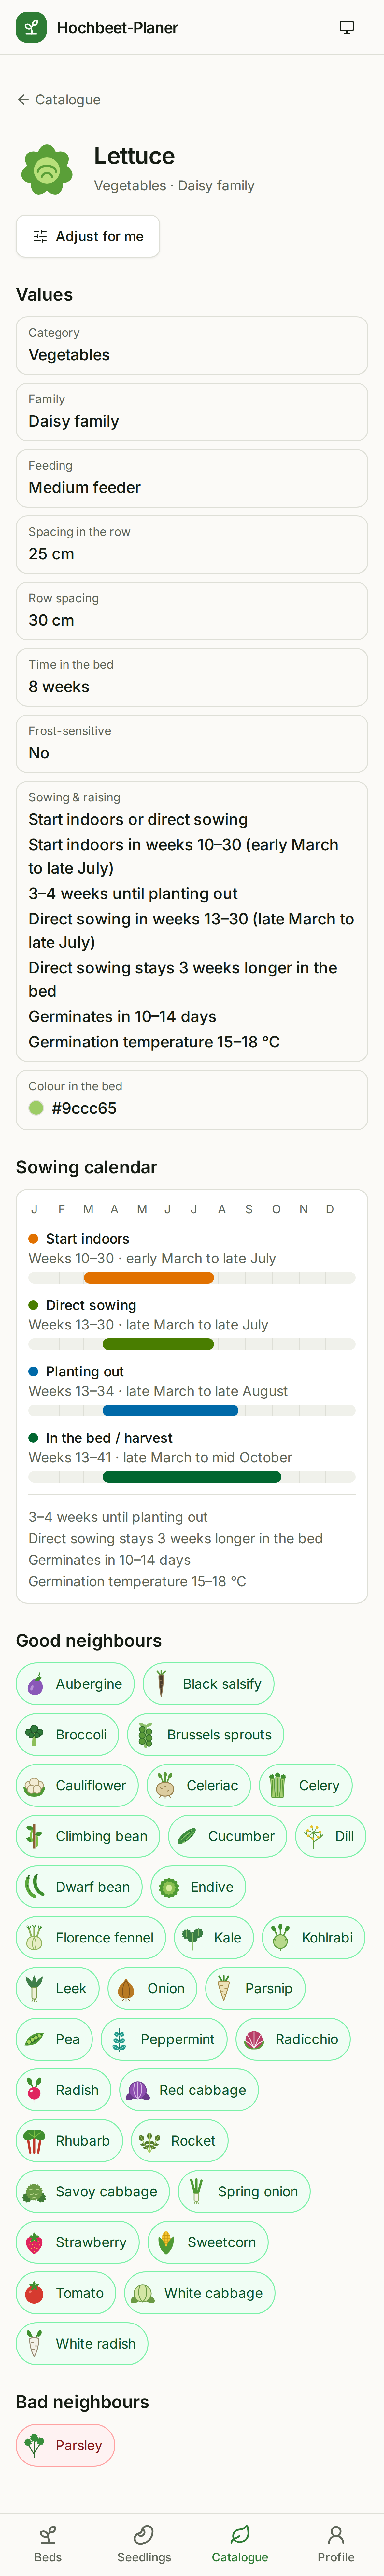 Hochbeet-Planer
← Catalogue
Lettuce
Vegetables · Daisy family
Adjust for me
Values
Category
Vegetables
Family
Daisy family
Feeding
Medium feeder
Spacing in the row
25 cm
Row spacing
30 cm
Time in the bed
8 weeks
Frost-sensitive
No
Sowing & raising
Start indoors or direct sowing
Start indoors in weeks 10–30 (early March
to late July)
3–4 weeks until planting out
Direct sowing in weeks 13–30 (late March to
late July)
Direct sowing stays 3 weeks longer in the
bed
Germinates in 10–14 days
Germination temperature 15–18 °C
Colour in the bed
#9ccc65
Sowing calendar
J F M A M J J A S O N D
Start indoors
Weeks 10–30 · early March to late July
Direct sowing
Weeks 13–30 · late March to late July
Planting out
Weeks 13–34 · late March to late August
In the bed / harvest
Weeks 13–41 · late March to mid October
3–4 weeks until planting out
Direct sowing stays 3 weeks longer in the bed
Germinates in 10–14 days
Germination temperature 15–18 °C
Good neighbours
Aubergine Black salsify
Broccoli Brussels sprouts
Cauliflower Celeriac Celery
Climbing bean Cucumber Dill
Dwarf bean Endive
Florence fennel Kale Kohlrabi
Leek Onion Parsnip
Pea Peppermint Radicchio
Radish Red cabbage
Rhubarb Rocket
Savoy cabbage Spring onion
Strawberry Sweetcorn
Tomato White cabbage
White radish
Bad neighbours
Parsley
Beds Seedlings Catalogue Profile